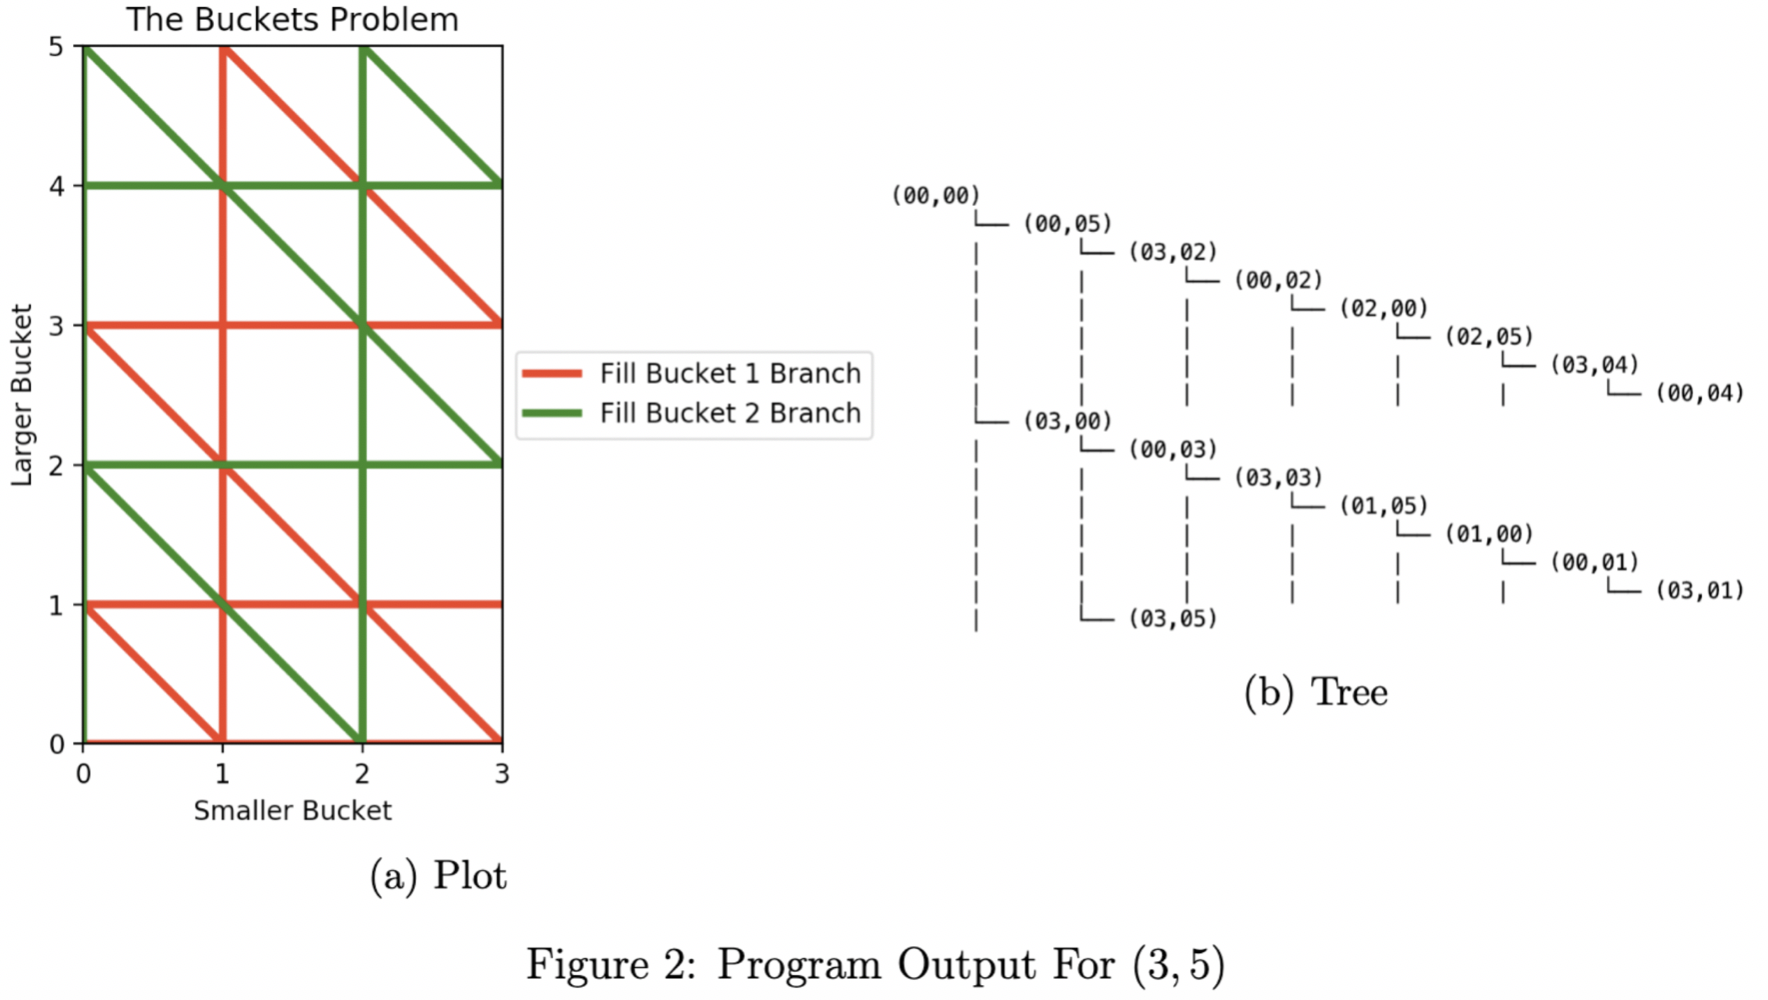 The Buckets Problem
5
4
3
2
1
0
0 1 2 3
Larger Bucket
Smaller Bucket
Fill Bucket 1 Branch
Fill Bucket 2 Branch
(a) Plot
(00,00)
(00,05)
(03,02)
(00,02)
(02,00)
(02,05)
(03,04)
(00,04)
(03,00)
(00,03)
(03,03)
(01,05)
(01,00)
(00,01)
(03,01)
(03,05)
(b) Tree
Figure 2: Program Output For (3, 5)